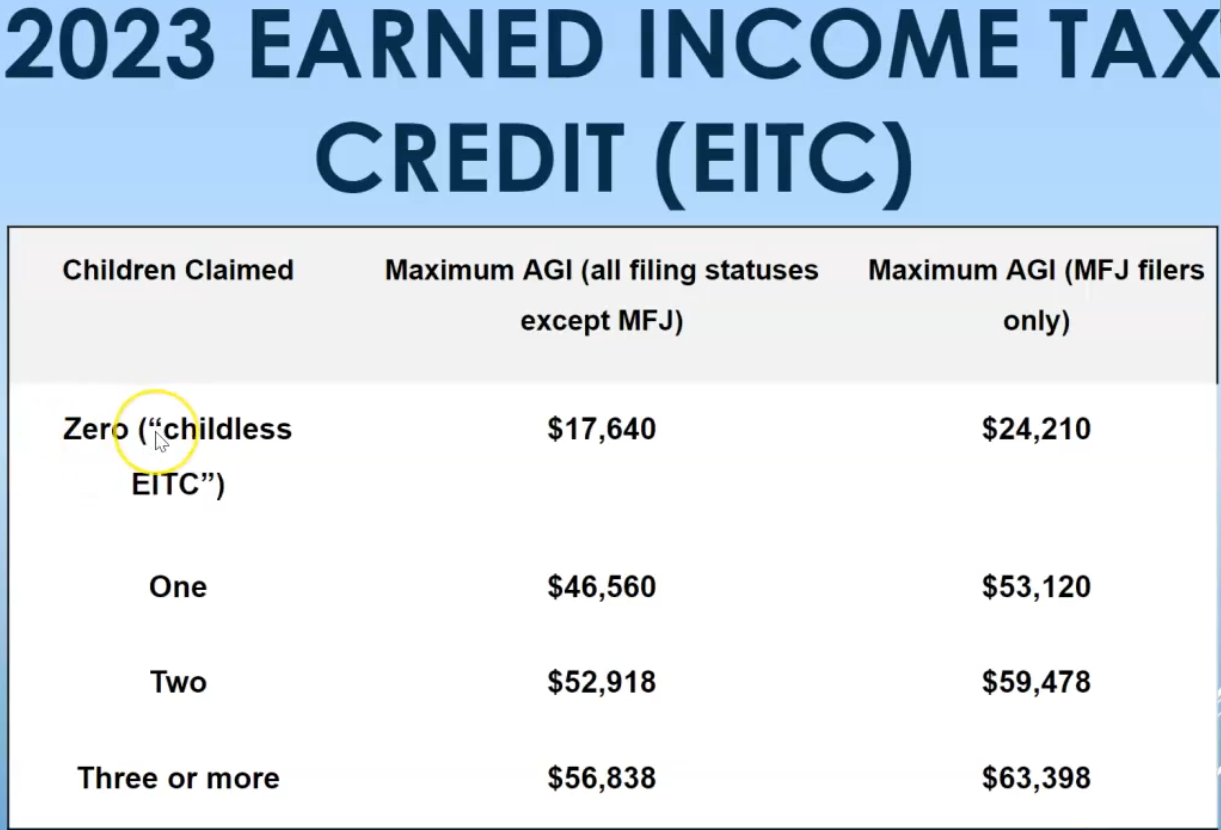 2023 EARNED INCOME TAX
CREDIT (EITC)
Children Claimed
Maximum AGI (all filing statuses
except MFJ)
Maximum AGI (MFJ filers
only)
Zero (“childless
EITC”)
$17,640
$24,210
One
$46,560
$53,120
Two
$52,918
$59,478
Three or more
$56,838
$63,398